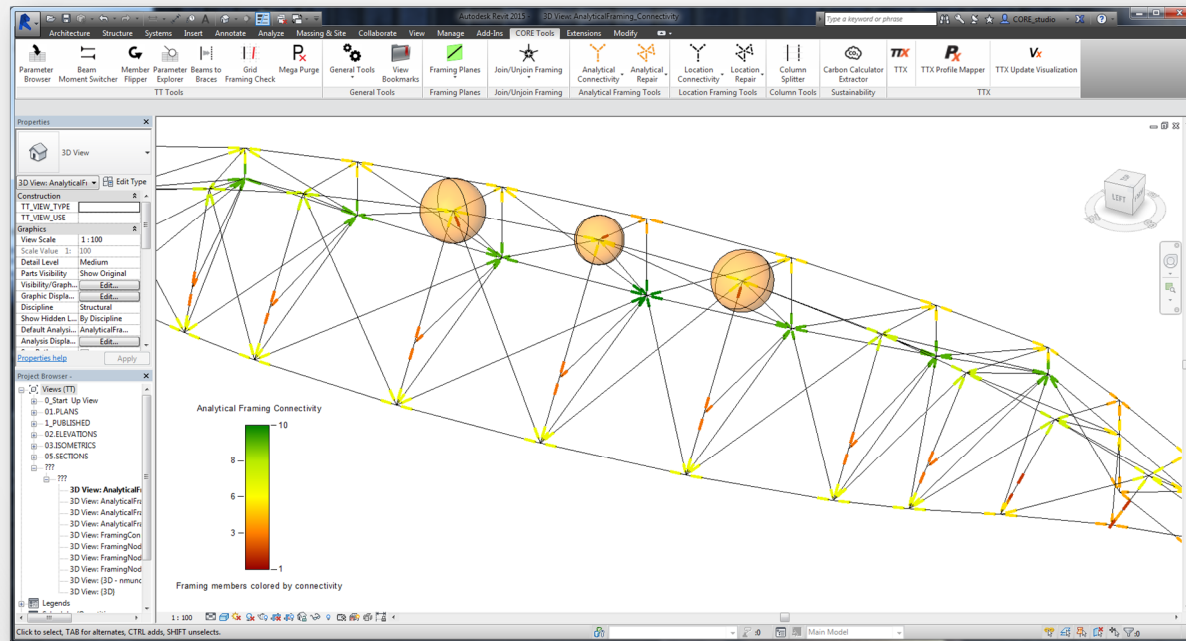 Autodesk Revit 2015 - 3D View: AnalyticalFraming_Connectivity
Type a keyword or phrase
CORE_studio
Architecture Structure Systems Insert Annotate Analyze Massing & Site Collaborate View Manage Add-Ins CORE Tools Extensions Modify
Parameter Browser
Beam Moment Switcher
Member Flipper
Parameter Explorer
Beams to Braces
Grid Framing Check
Mega Purge
General Tools
View Bookmarks
Framing Planes
Join/Unjoin Framing
Analytical Connectivity
Analytical Repair
Location Connectivity
Location Repair
Column Splitter
Carbon Calculator Extractor
TTX
TTX Profile Mapper
TTX Update Visualization
TT Tools
General Tools
Framing Planes
Join/Unjoin Framing
Analytical Framing Tools
Location Framing Tools
Column Tools
Sustainability
TTX
Properties
3D View
3D View: AnalyticalFr
Edit Type
Construction
TT_VIEW_TYPE
TT_VIEW_USE
Graphics
View Scale 1 : 100
Scale Value 1: 100
Detail Level Medium
Parts Visibility Show Original
Visibility/Graph... Edit...
Graphic Displa... Edit...
Discipline Structural
Show Hidden L... By Discipline
Default Analysi... AnalyticalFra...
Analysis Displa... Edit...
Properties help
Apply
Project Browser -
Views (TT)
0_Start Up View
01.PLANS
1_PUBLISHED
02.ELEVATIONS
03.ISOMETRICS
05.SECTIONS
???
???
3D View: AnalyticalFr
3D View: AnalyticalFra
3D View: AnalyticalFra
3D View: AnalyticalFra
3D View: FramingCon
3D View: FramingNod
3D View: FramingNod
3D View: FramingNod
3D View: {3D - nmunc
3D View: {3D}
Legends
LEFT
Analytical Framing Connectivity
10
8
6
3
1
Framing members colored by connectivity
1 : 100
Click to select, TAB for alternates, CTRL adds, SHIFT unselects.
:0
Main Model
:0